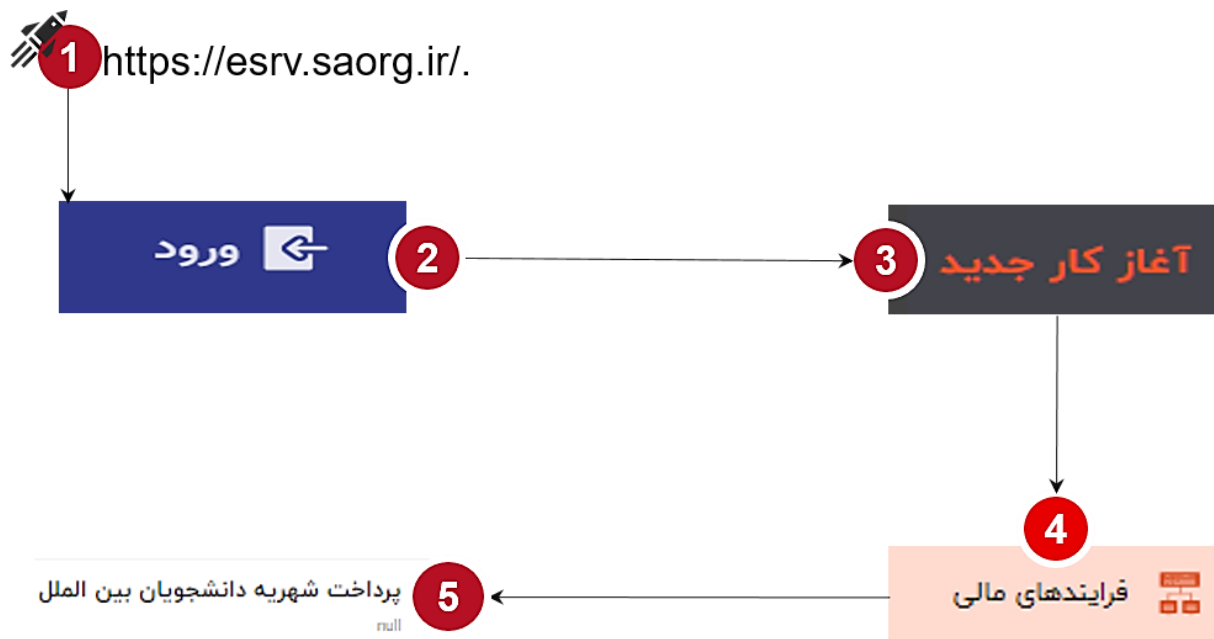 1 https://esrv.saorg.ir/.
ورود 2
3 آغاز کار جدید
4
فرایندهای مالی
5 پرداخت شهریه دانشجویان بین الملل
null